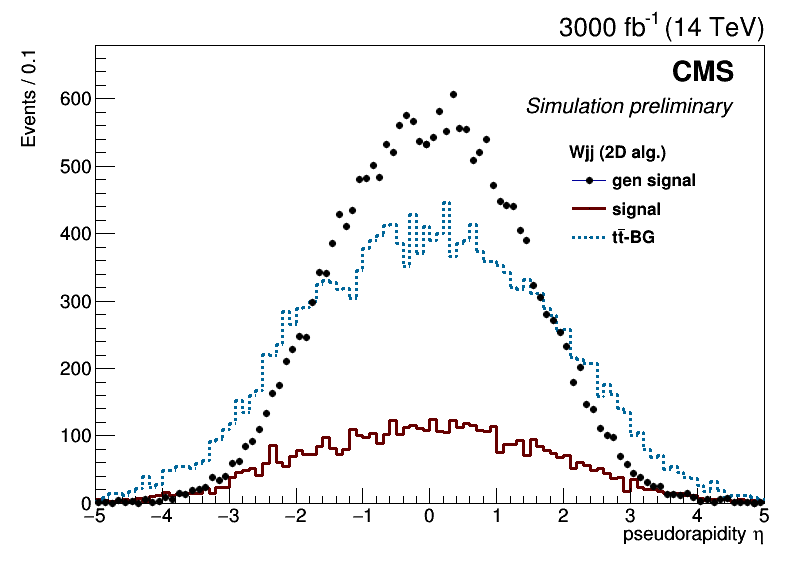 3000 fb⁻¹ (14 TeV)
Events / 0.1
CMS
Simulation preliminary
Wjj (2D alg.)
gen signal
signal
tt̄-BG
600
500
400
300
200
100
0
−5 −4 −3 −2 −1 0 1 2 3 4 5
pseudorapidity η